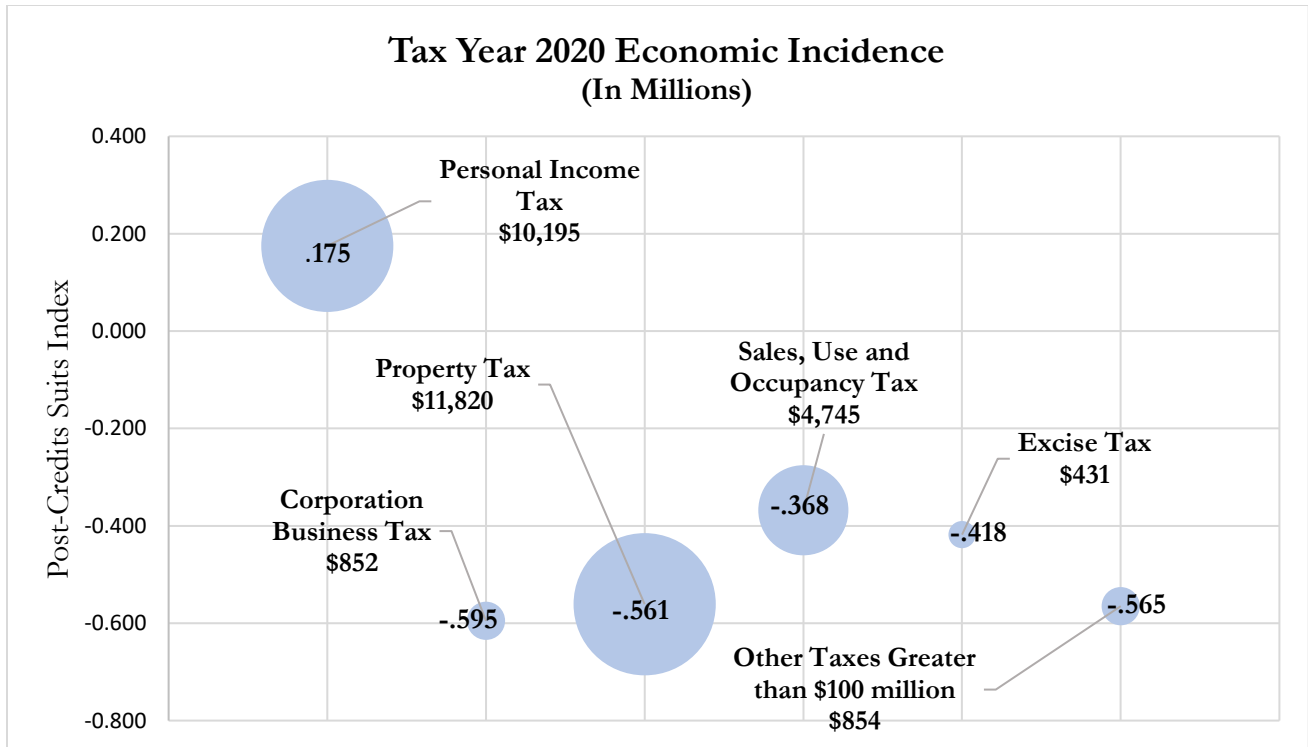 Tax Year 2020 Economic Incidence
(In Millions)
Post-Credits Suits Index
0.400
0.200
0.000
-0.200
-0.400
-0.600
-0.800
Personal Income
Tax
$10,195
.175
Property Tax
$11,820
-.561
Sales, Use and
Occupancy Tax
$4,745
-.368
Excise Tax
$431
-.418
Corporation
Business Tax
$852
-.595
Other Taxes Greater
than $100 million
$854
-.565